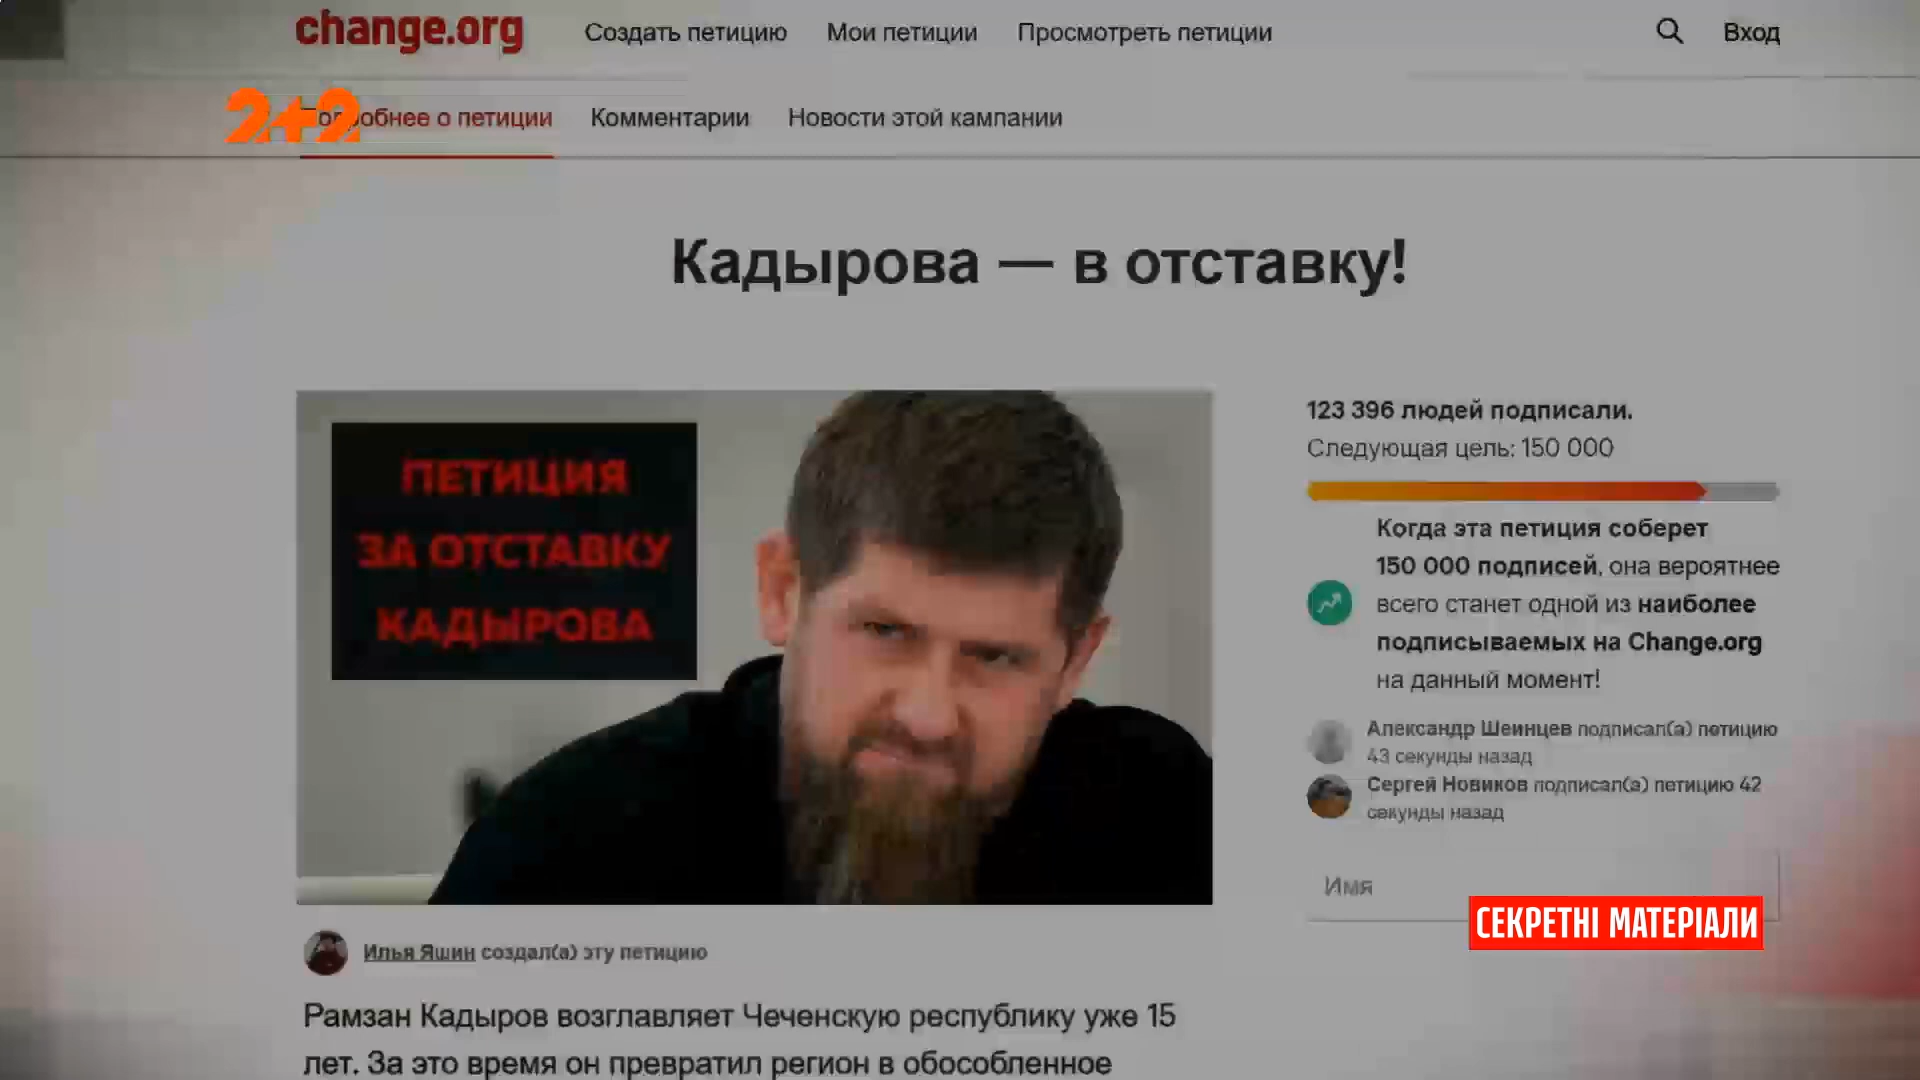 change.org
Создать петицию
Мои петиции
Просмотреть петиции
Вход
2+2
о петиции
Комментарии
Новости этой кампании
Кадырова — в отставку!
ПЕТИЦИЯ
ЗА ОТСТАВКУ
КАДЫРОВА
123 396 людей подписали.
Следующая цель: 150 000
Когда эта петиция соберет
150 000 подписей, она вероятнее
всего станет одной из наиболее
подписываемых на Change.org
на данный момент!
Александр Шеинцев подписал(а) петицию
43 секунды назад
Сергей Новиков подписал(а) петицию 42
секунды назад
Имя
СЕКРЕТНІ МАТЕРІАЛИ
Илья Яшин создал(а) эту петицию
Рамзан Кадыров возглавляет Чеченскую республику уже 15
лет. За это время он превратил регион в обособленное